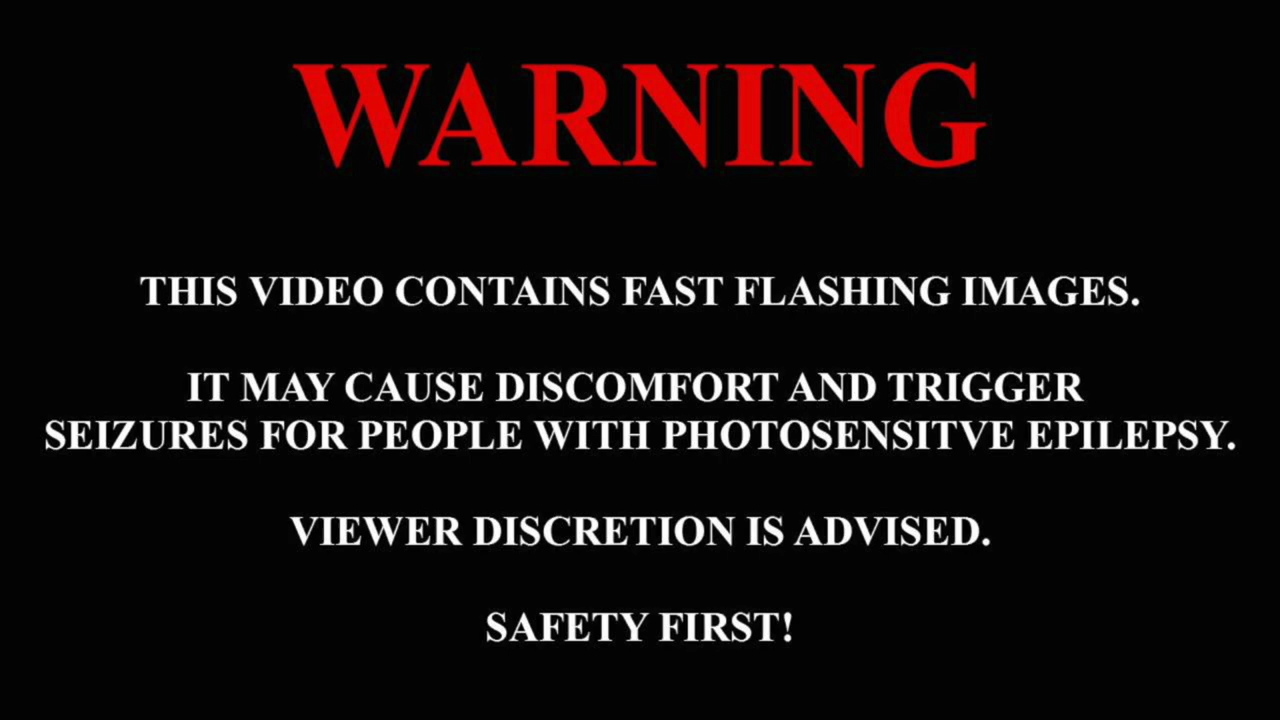 WARNING
THIS VIDEO CONTAINS FAST FLASHING IMAGES.
IT MAY CAUSE DISCOMFORT AND TRIGGER
SEIZURES FOR PEOPLE WITH PHOTOSENSITVE EPILEPSY.
VIEWER DISCRETION IS ADVISED.
SAFETY FIRST!